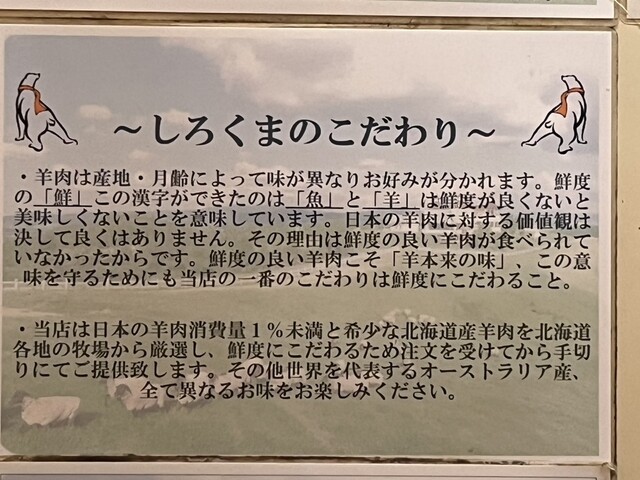 ～しろくまのこだわり～
・羊肉は産地・月齢によって味が異なりお好みが分かれます。鮮度
の「鮮」この漢字ができたのは「魚」と「羊」は鮮度が良くないと
美味しくないことを意味しています。日本の羊肉に対する価値観は
決して良くはありません。その理由は鮮度の良い羊肉が食べられて
いなかったからです。鮮度の良い羊肉こそ「羊本来の味」、この意
味を守るためにも当店の一番のこだわりは鮮度にこだわること。
・当店は日本の羊肉消費量１％未満と希少な北海道産羊肉を北海道
各地の牧場から厳選し、鮮度にこだわるため注文を受けてから手切
りにてご提供致します。その他世界を代表するオーストラリア産、
全て異なるお味をお楽しみください。